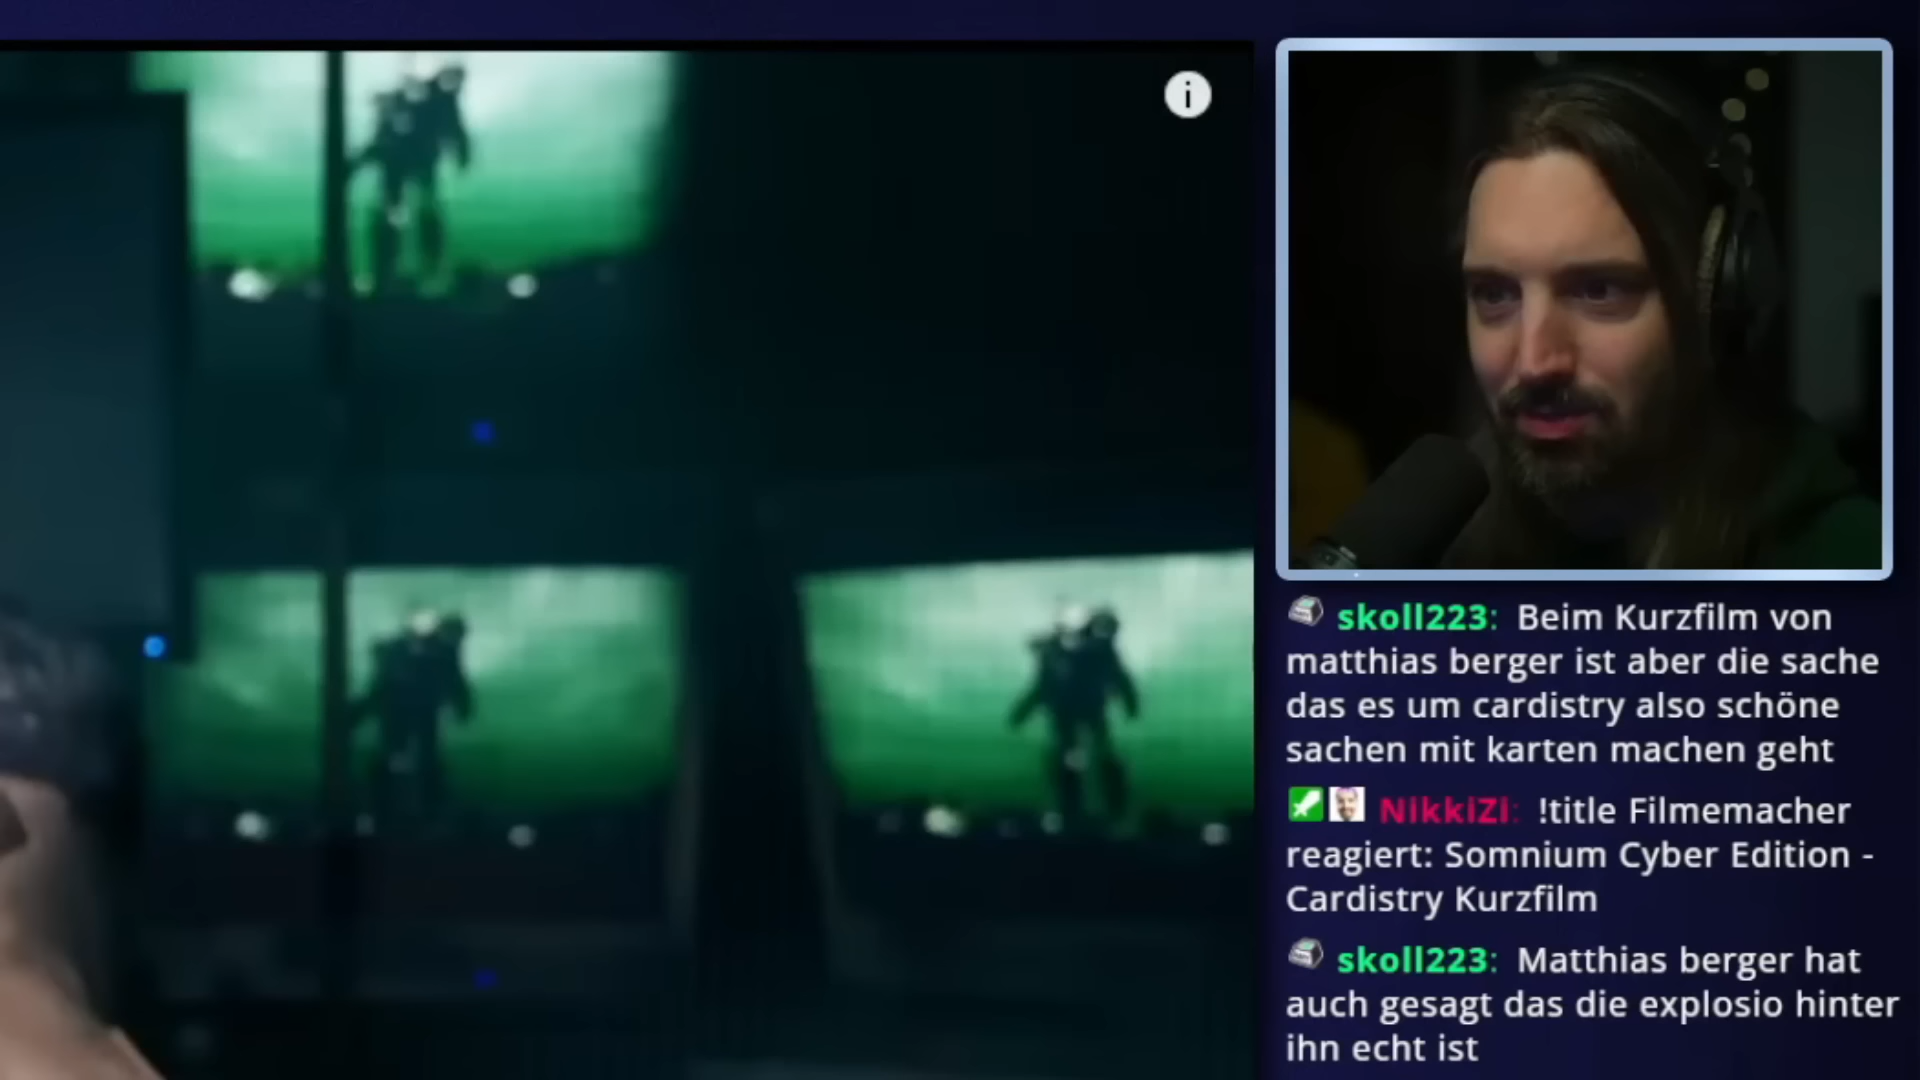 i
skoll223: Beim Kurzfilm von
matthias berger ist aber die sache
das es um cardistry also schöne
sachen mit karten machen geht
NikkiZi: !title Filmemacher
reagiert: Somnium Cyber Edition -
Cardistry Kurzfilm
skoll223: Matthias berger hat
auch gesagt das die explosio hinter
ihn echt ist